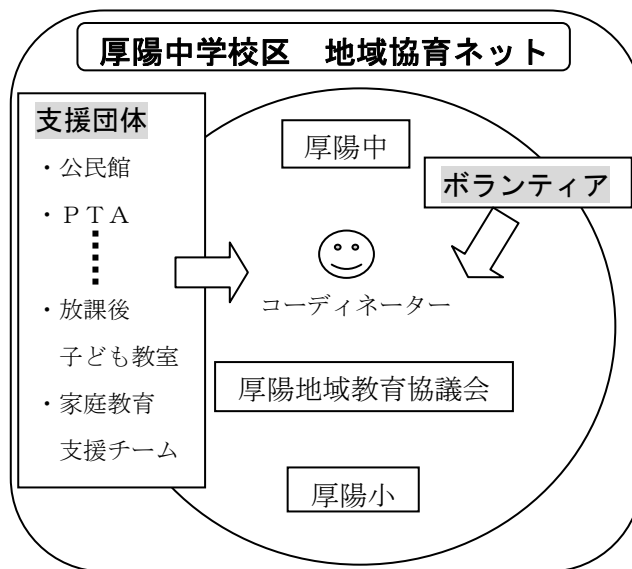 厚陽中学校区　地域協育ネット
支援団体
・公民館
・ＰＴＡ
・放課後
子ども教室
・家庭教育
支援チーム
厚陽中
ボランティア
コーディネーター
厚陽地域教育協議会
厚陽小